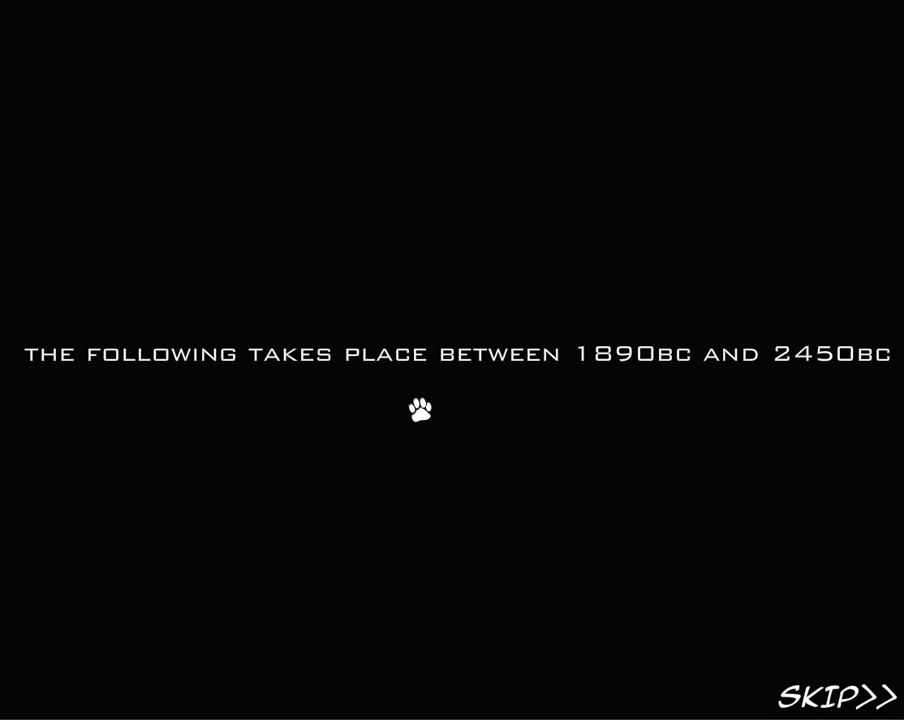 THE FOLLOWING TAKES PLACE BETWEEN 1890BC AND 2450BC
SKIP>>